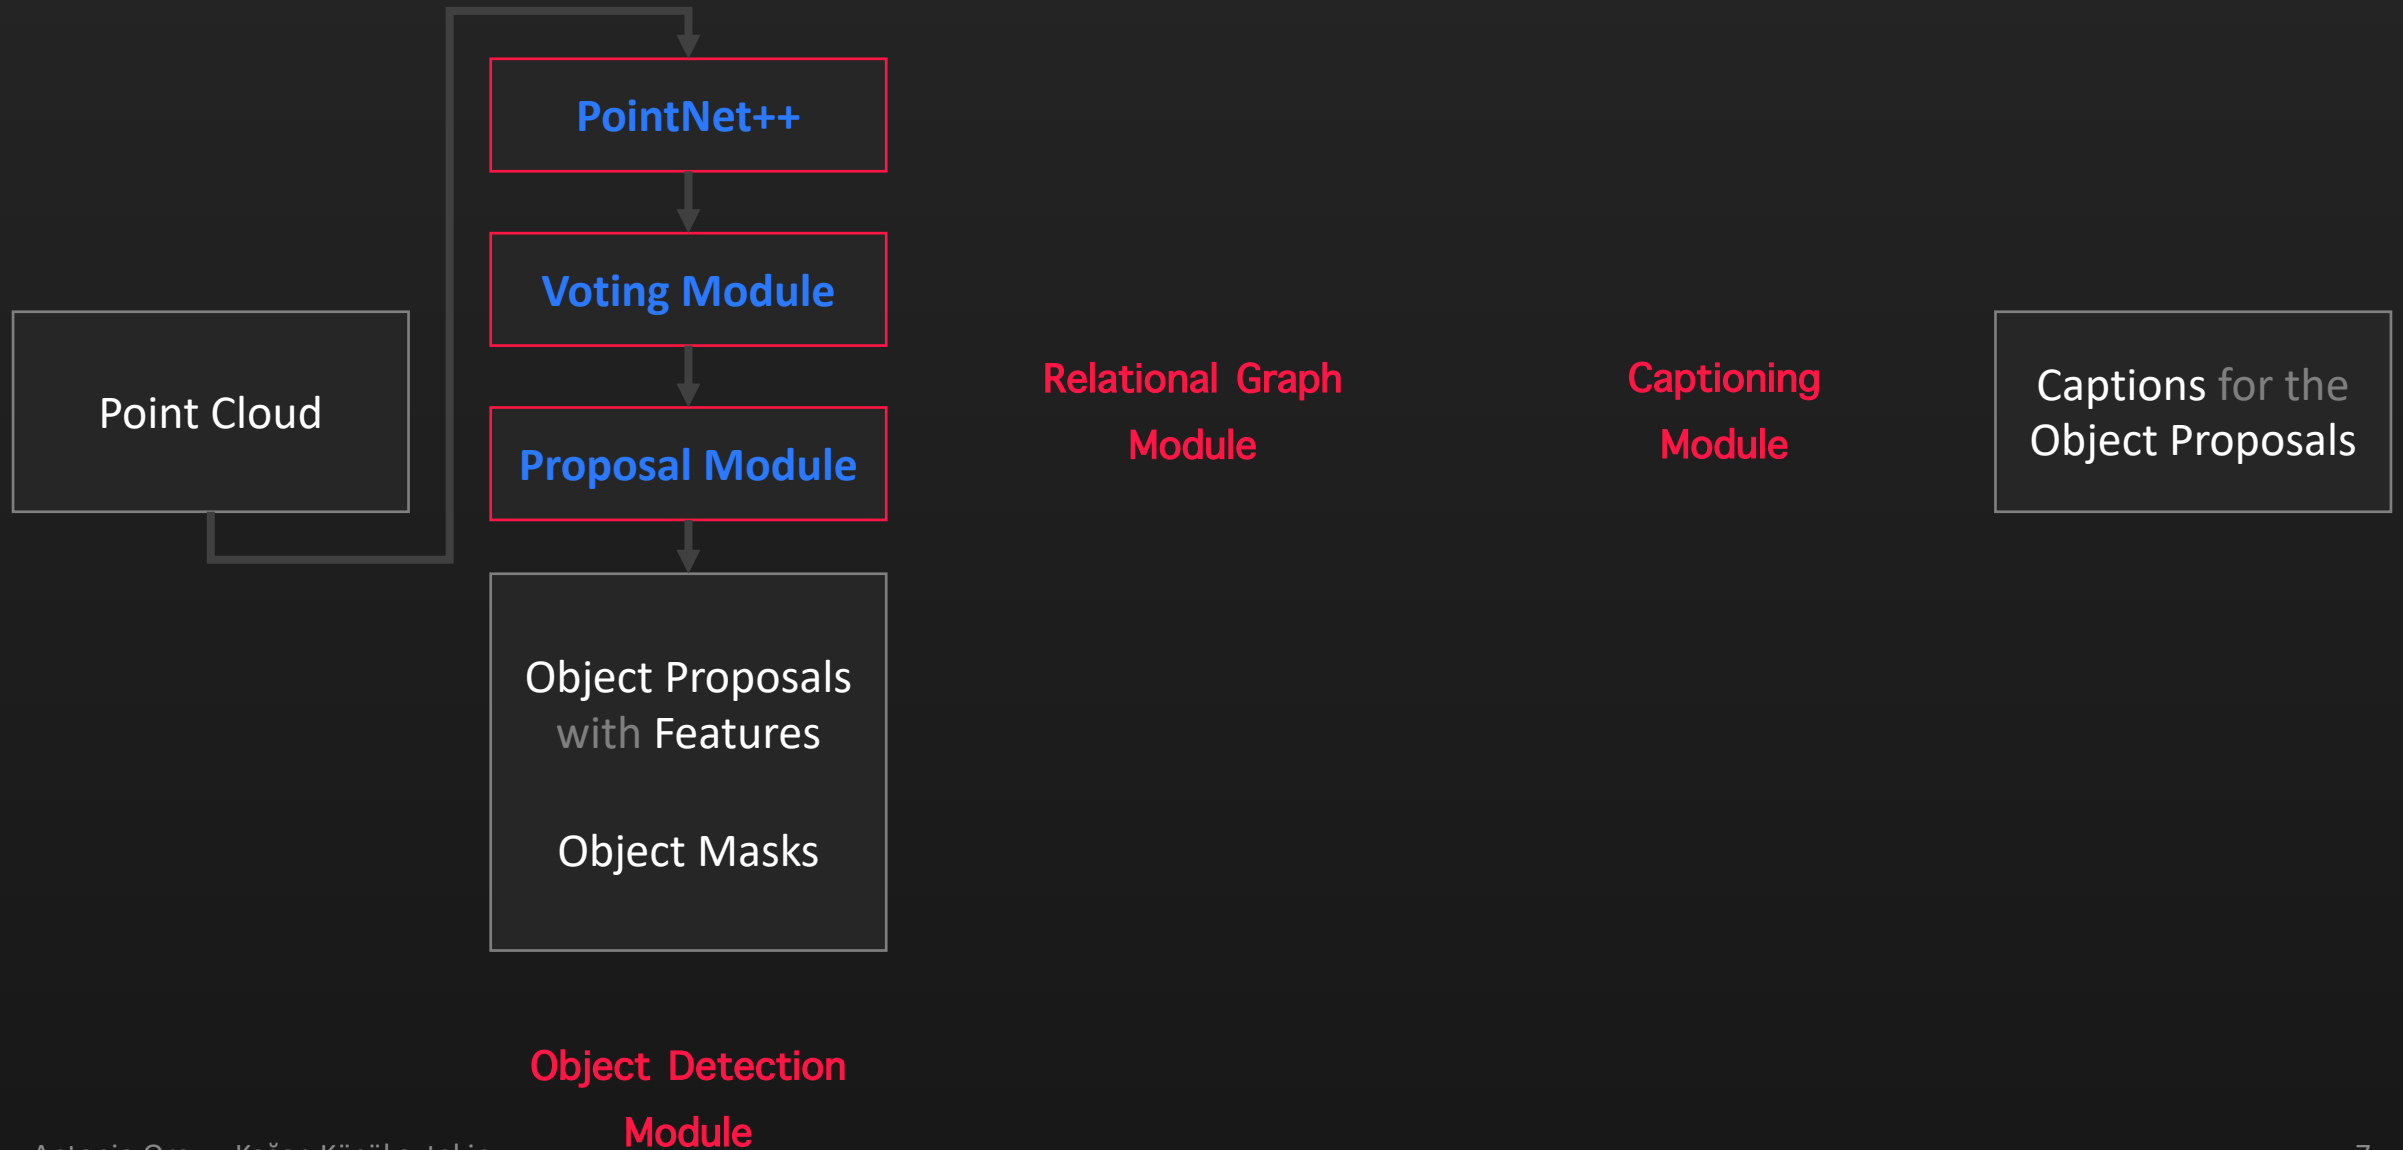 PointNet++
Voting Module
Proposal Module
Point Cloud
Relational Graph
Module
Captioning
Module
Captions for the
Object Proposals
Object Proposals
with Features
Object Masks
Object Detection
Module
7